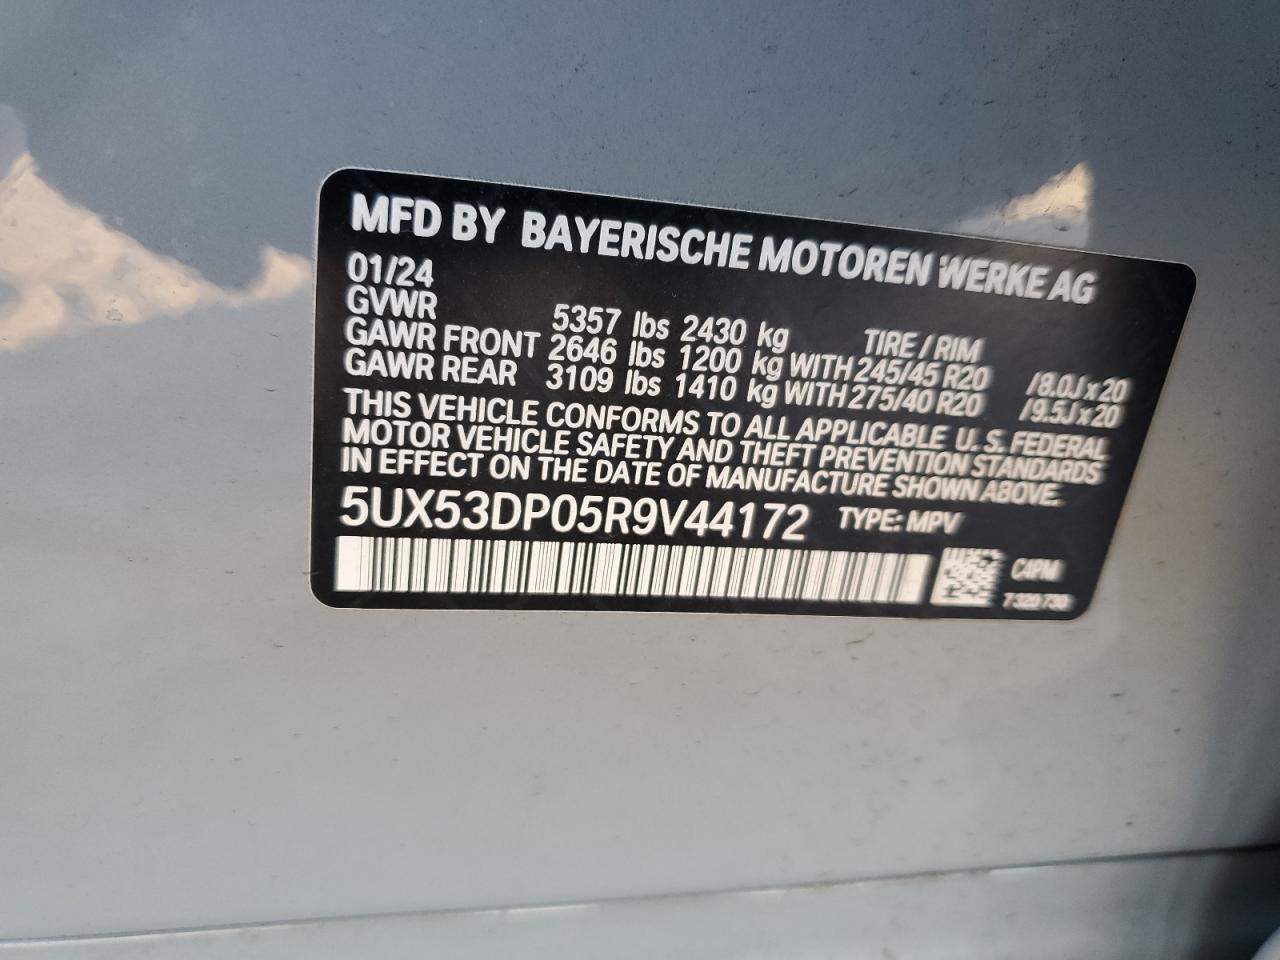 MFD BY BAYERISCHE MOTOREN WERKE AG
01/24
GVWR 5357 lbs 2430 kg TIRE / RIM
GAWR FRONT 2646 lbs 1200 kg WITH 245/45 R20 /8.0J x 20
GAWR REAR 3109 lbs 1410 kg WITH 275/40 R20 /9.5J x 20
THIS VEHICLE CONFORMS TO ALL APPLICABLE U. S. FEDERAL
MOTOR VEHICLE SAFETY AND THEFT PREVENTION STANDARDS
IN EFFECT ON THE DATE OF MANUFACTURE SHOWN ABOVE.
5UX53DP05R9V44172 TYPE: MPV
C4PM
7 320 730